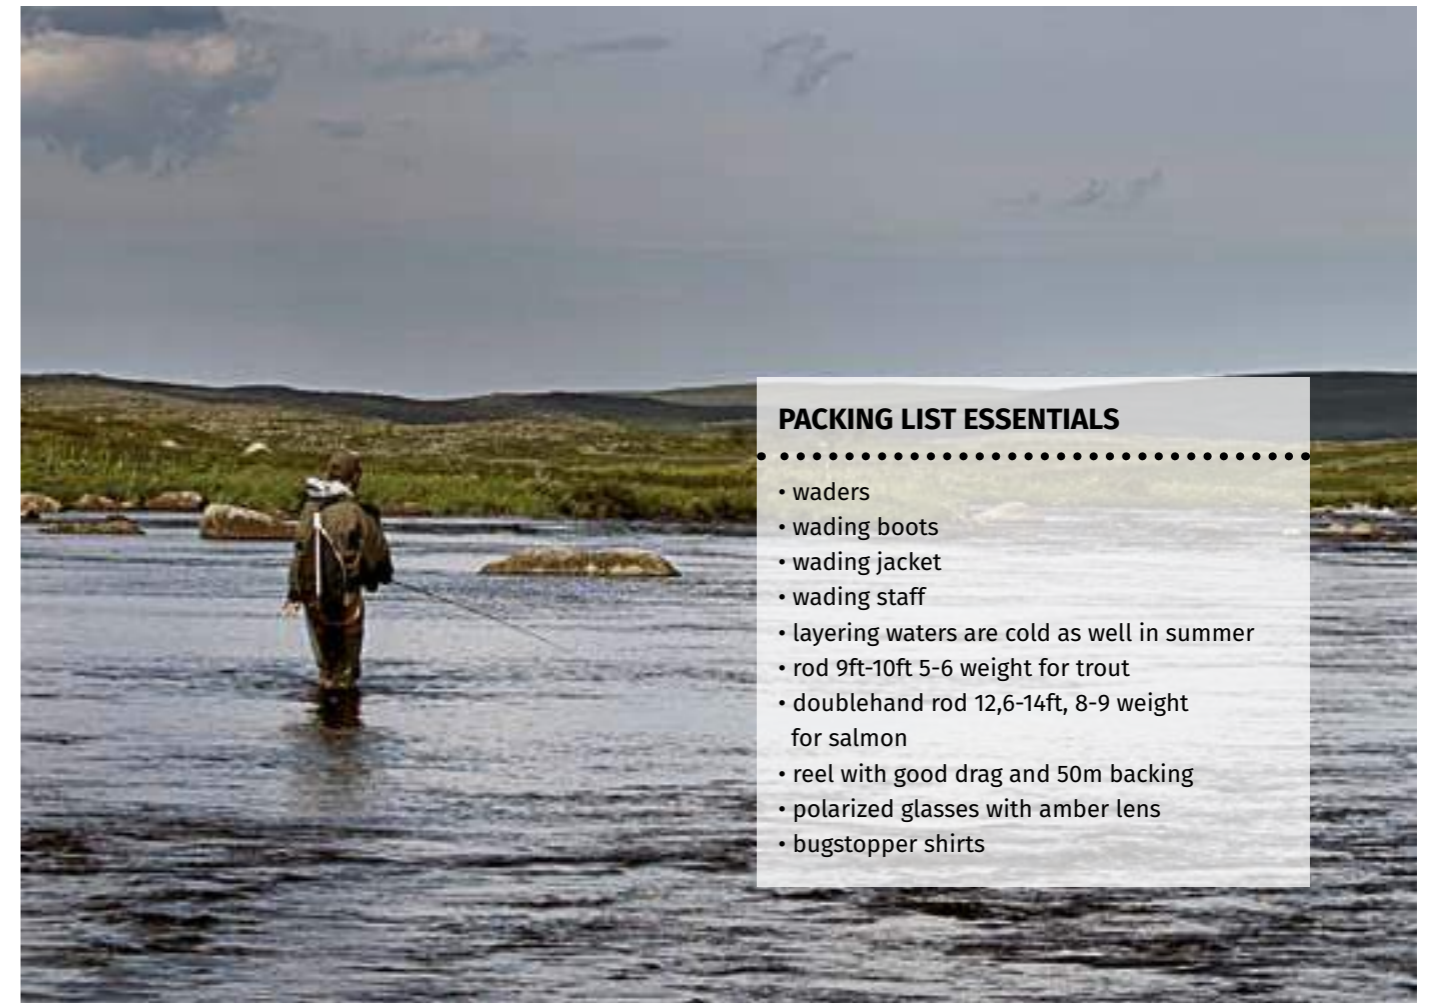 PACKING LIST ESSENTIALS
• waders
• wading boots
• wading jacket
• wading staff
• layering waters are cold as well in summer
• rod 9ft-10ft 5-6 weight for trout
• doublehand rod 12,6-14ft, 8-9 weight
for salmon
• reel with good drag and 50m backing
• polarized glasses with amber lens
• bugstopper shirts